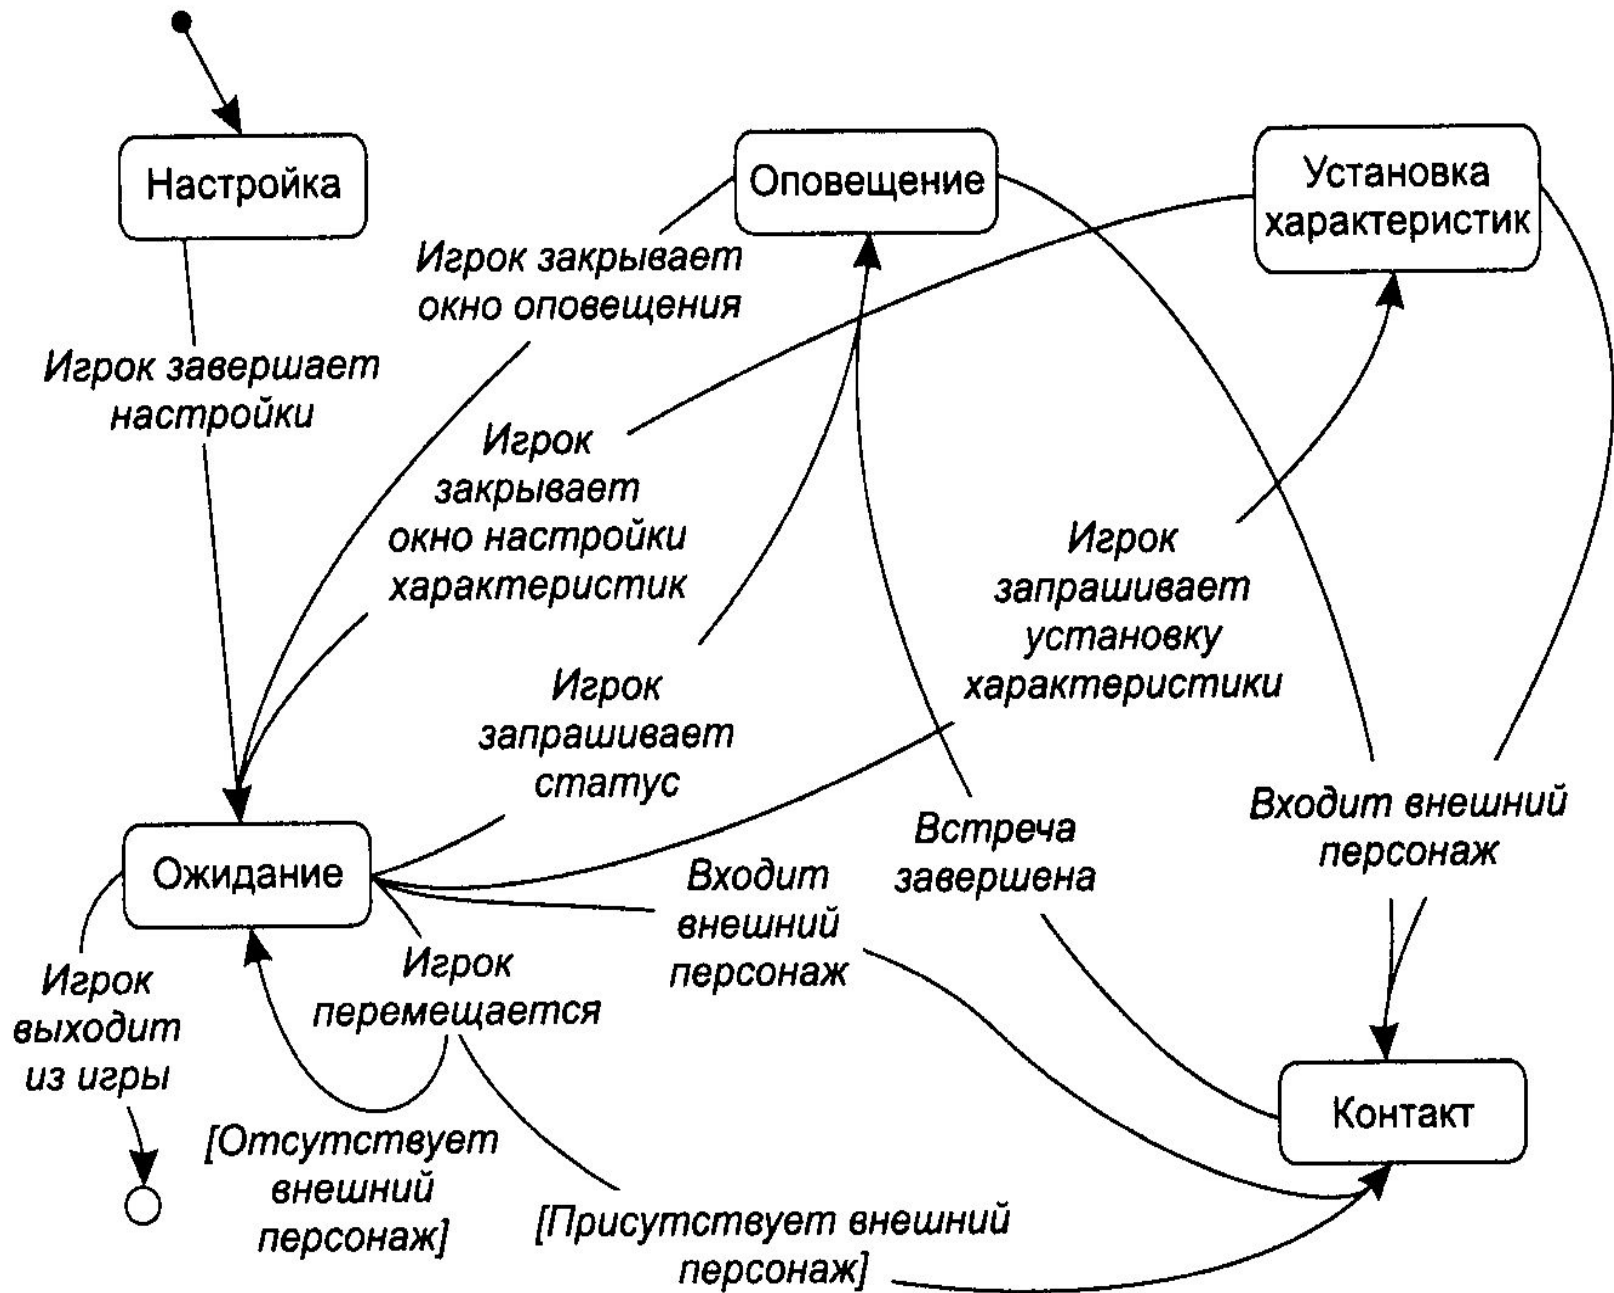 Настройка
Оповещение
Установка
характеристик
Игрок закрывает
окно оповещения
Игрок завершает
настройки
Игрок
закрывает
окно настройки
характеристик
Игрок
запрашивает
установку
характеристики
Игрок
запрашивает
статус
Входит внешний
персонаж
Встреча
завершена
Ожидание
Входит
внешний
персонаж
Игрок
перемещается
Игрок
выходит
из игры
Контакт
[Отсутствует
внешний
персонаж]
[Присутствует внешний
персонаж]